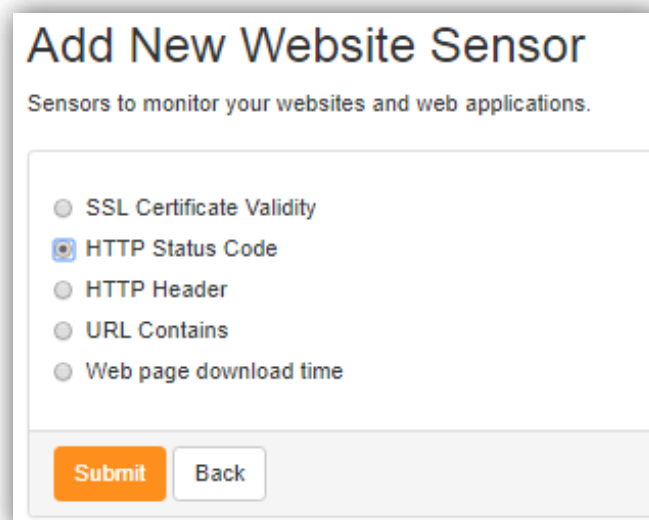 Add New Website Sensor
Sensors to monitor your websites and web applications.
SSL Certificate Validity
HTTP Status Code
HTTP Header
URL Contains
Web page download time
Submit Back